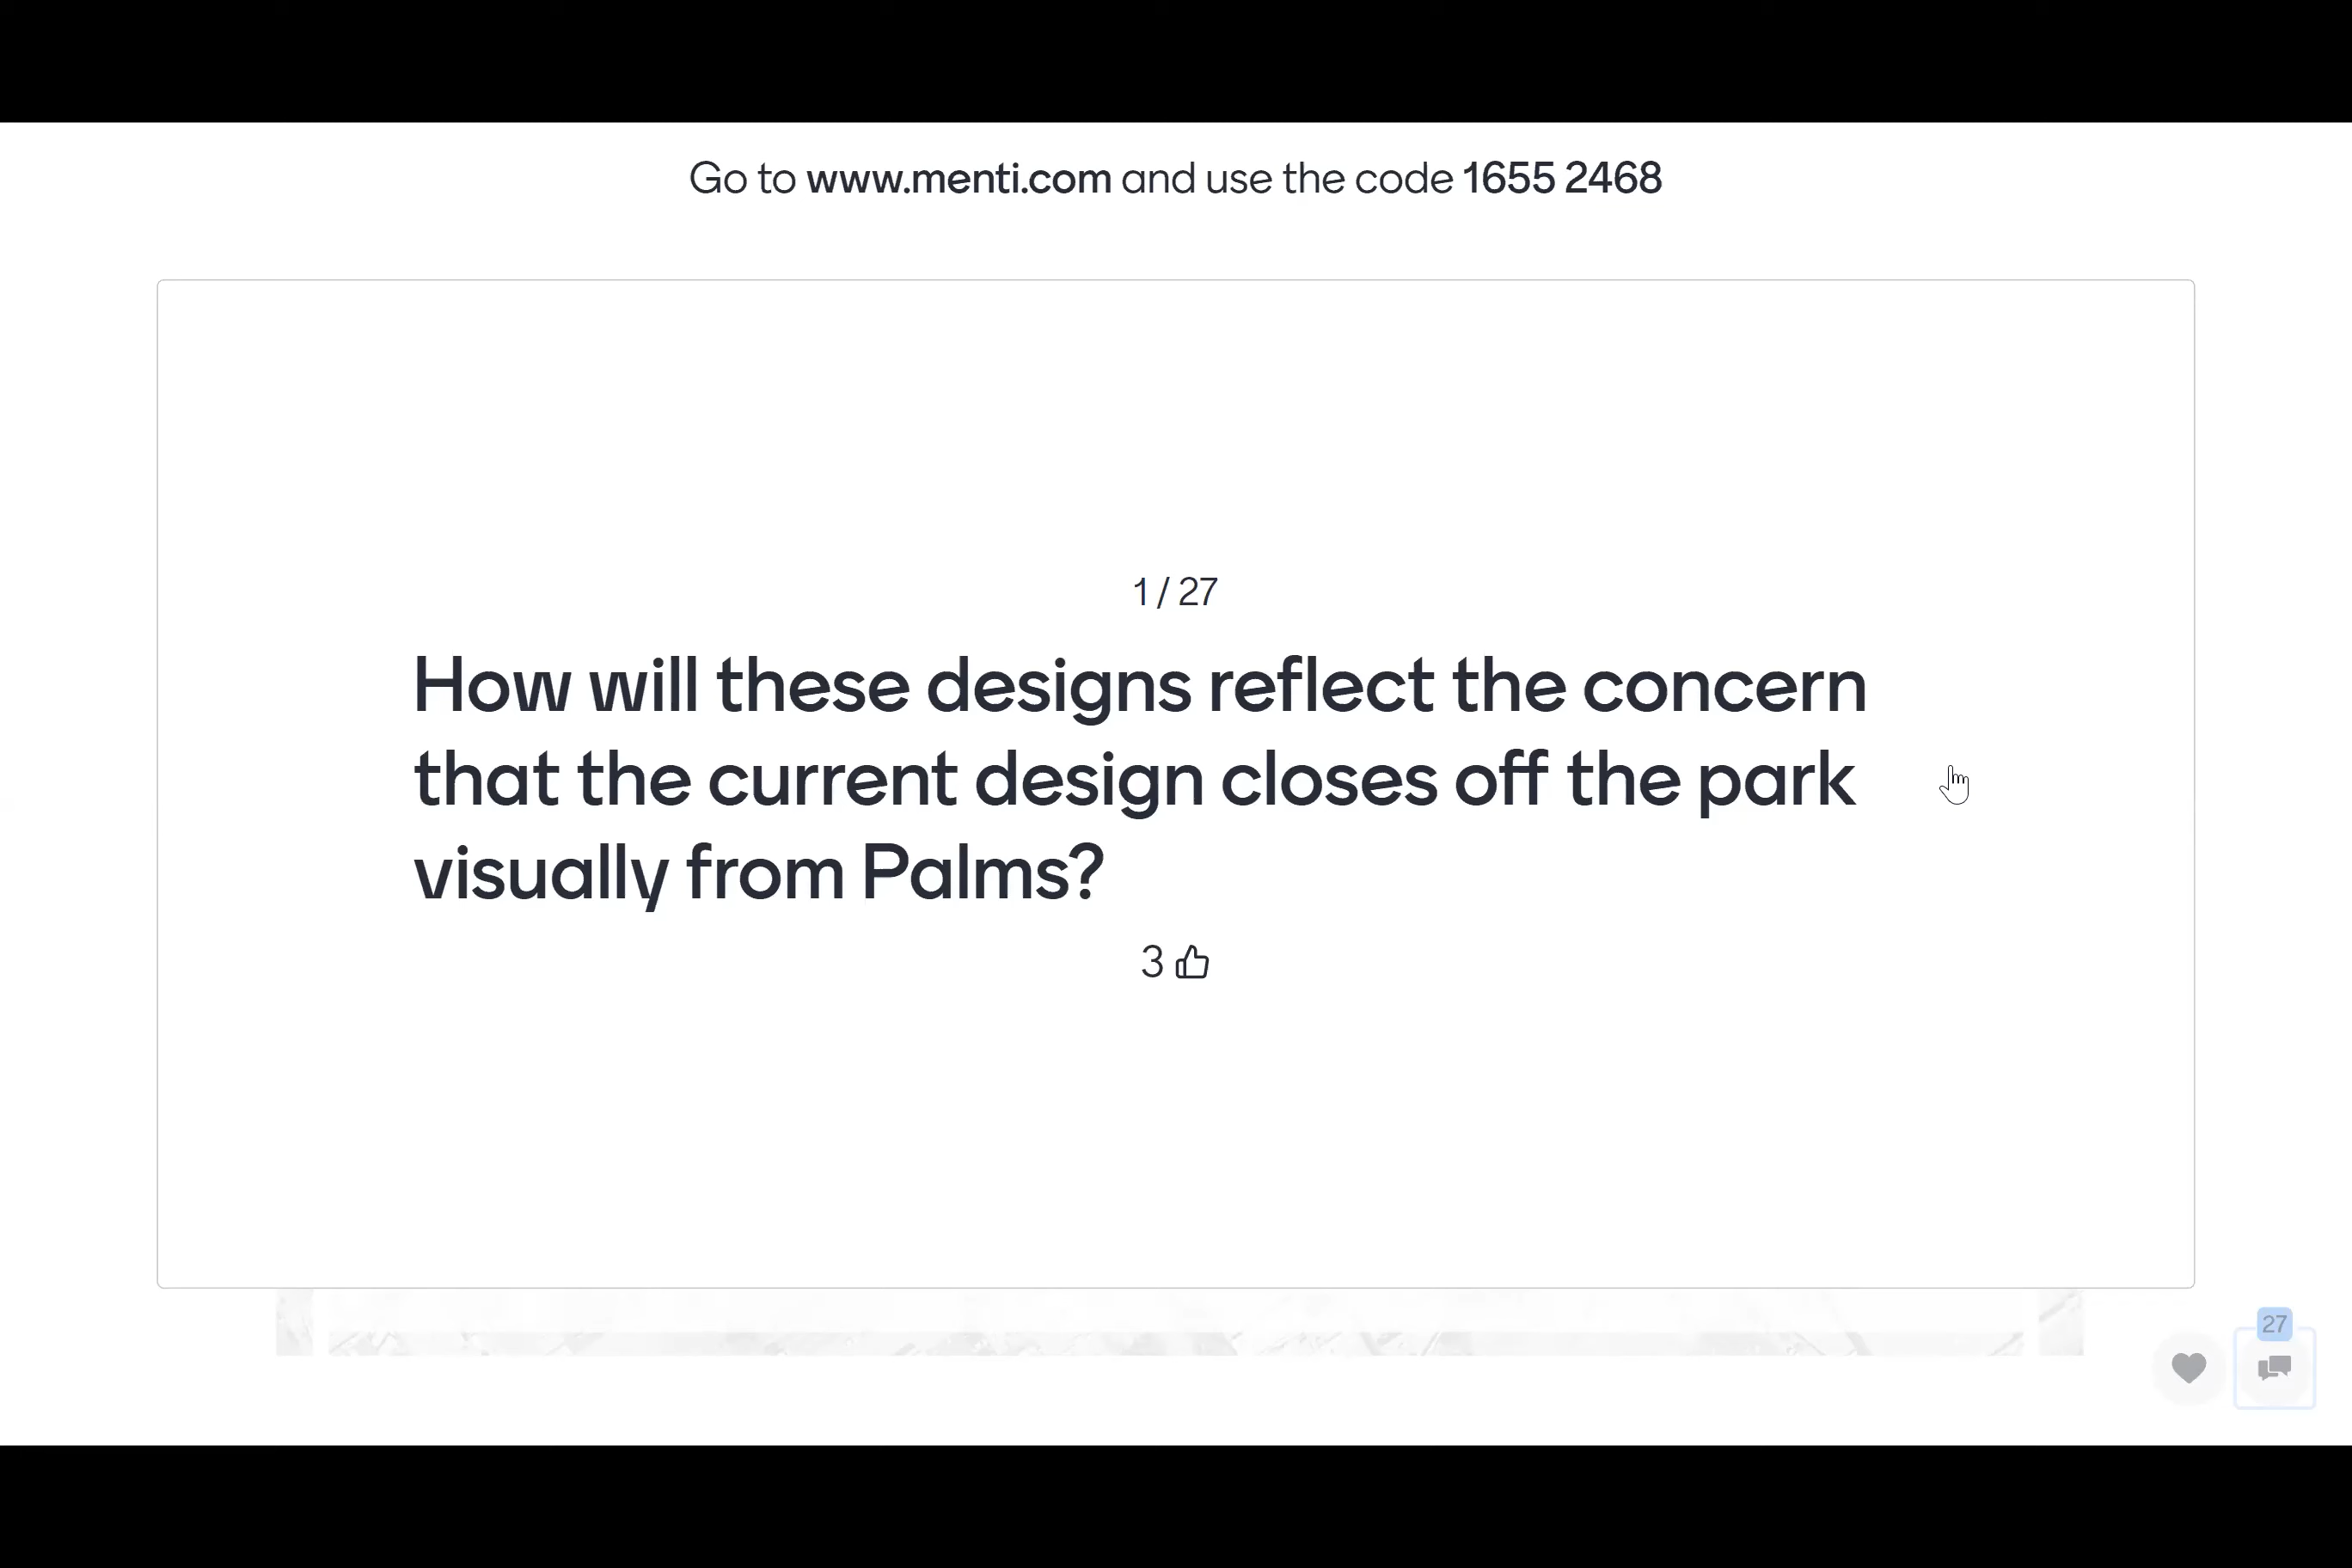 Go to www.menti.com and use the code 1655 2468
1 / 27
How will these designs reflect the concern
that the current design closes off the park
visually from Palms?
3
27